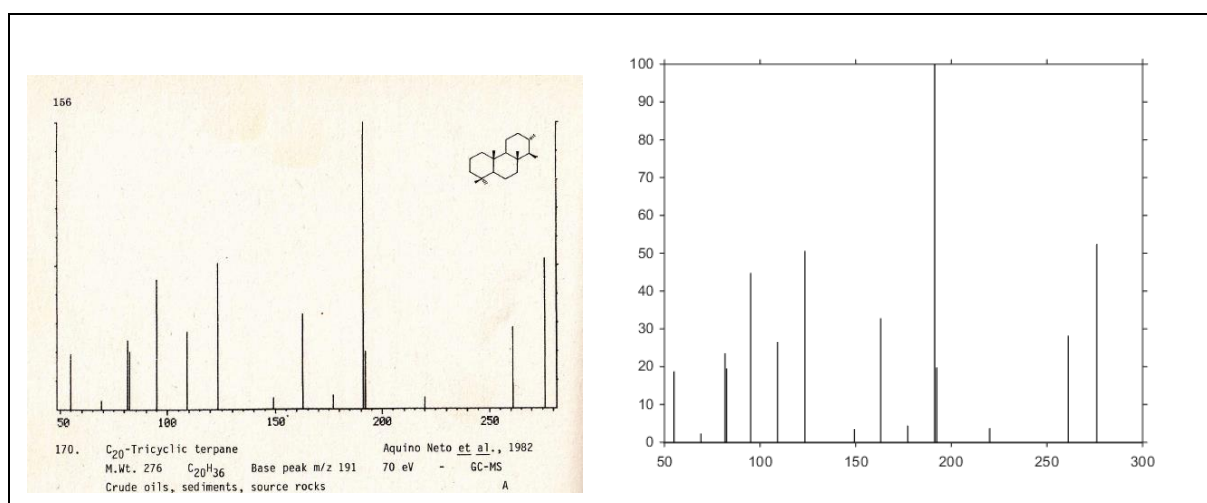 156
50 100 150 200 250
170. C20-Tricyclic terpane Aquino Neto et al., 1982
M.Wt. 276 C20H36 Base peak m/z 191 70 eV - GC-MS
Crude oils, sediments, source rocks A
100
90
80
70
60
50
40
30
20
10
0
50 100 150 200 250 300